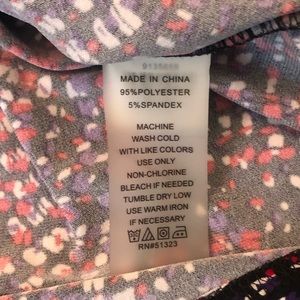 MADE IN CHINA
95%POLYESTER
5%SPANDEX
MACHINE
WASH COLD
WITH LIKE COLORS
USE ONLY
NON-CHLORINE
BLEACH IF NEEDED
TUMBLE DRY LOW
USE WARM IRON
IF NECESSARY
RN#51323